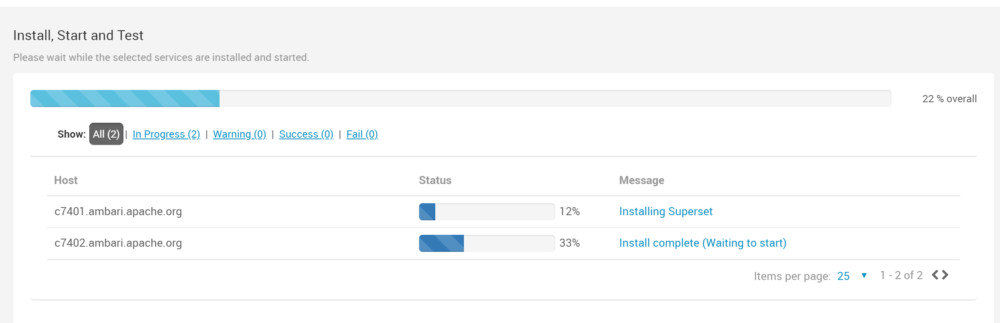 Install, Start and Test
Please wait while the selected services are installed and started.
22 % overall
Show: All (2) | In Progress (2) | Warning (0) | Success (0) | Fail (0)
Host Status Message
c7401.ambari.apache.org 12% Installing Superset
c7402.ambari.apache.org 33% Install complete (Waiting to start)
Items per page: 25 1 - 2 of 2